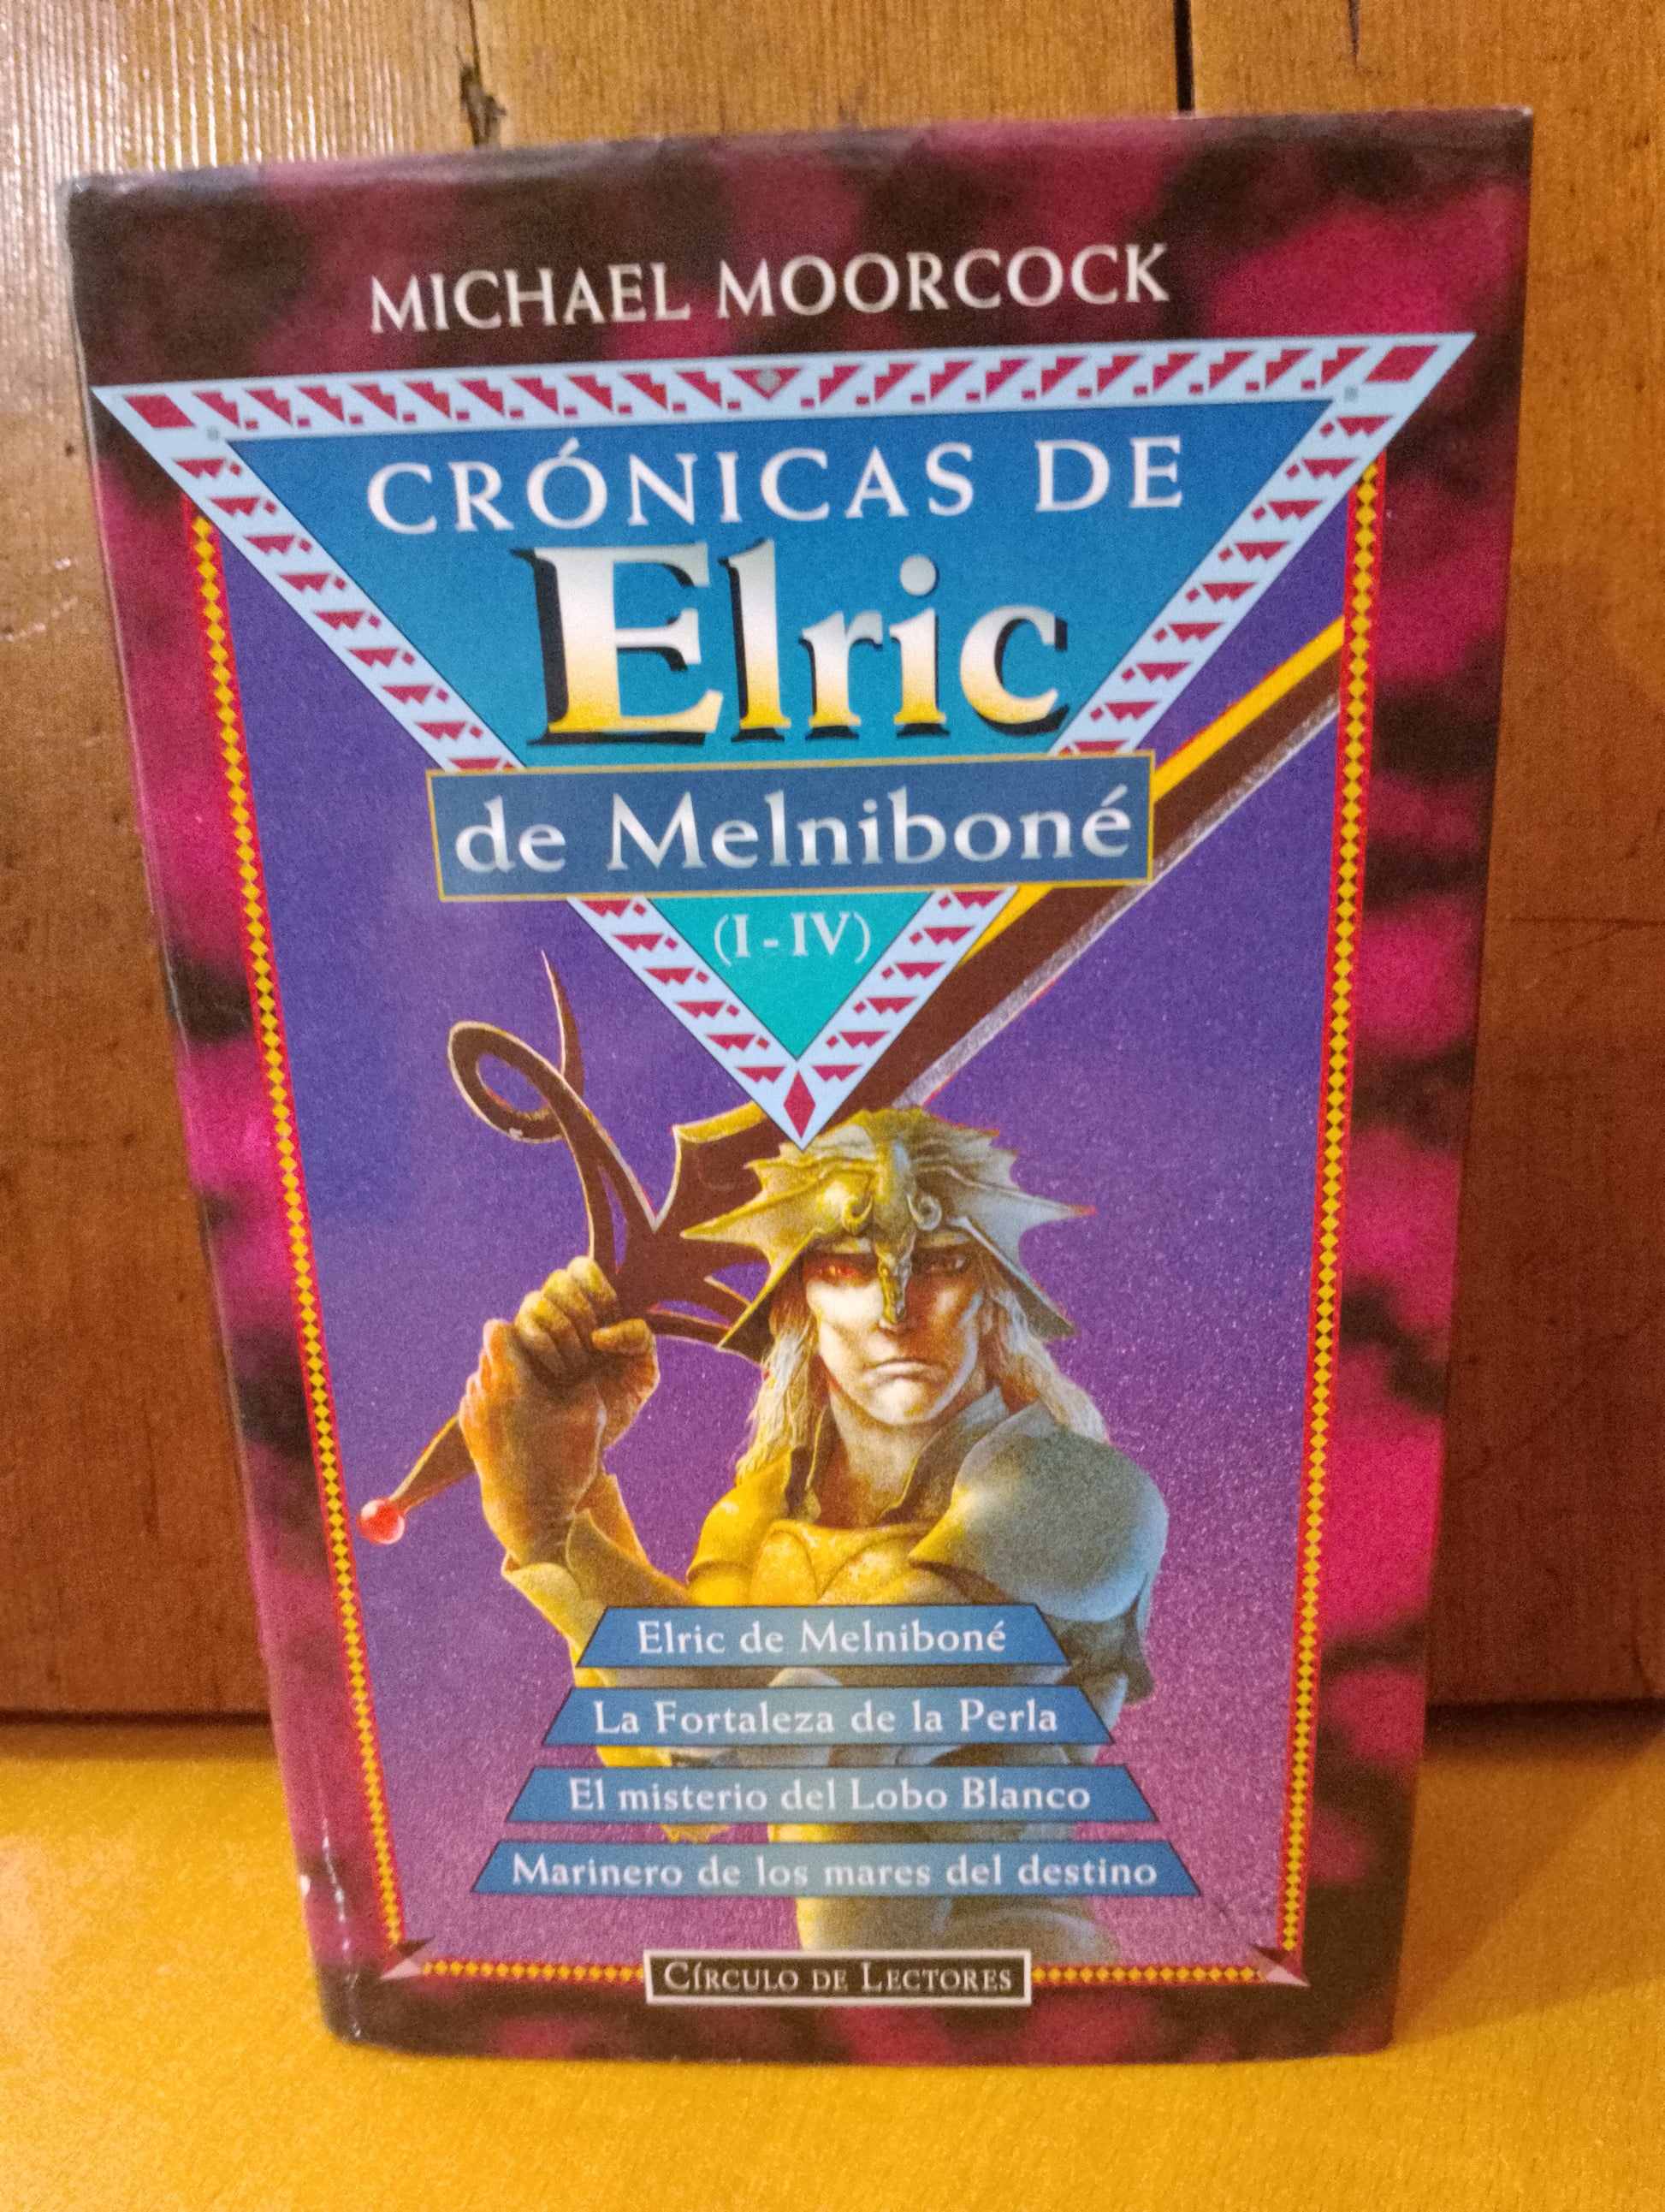 MICHAEL MOORCOCK
CRÓNICAS DE
Elric
de Melniboné
(I - IV)
Elric de Melniboné
La Fortaleza de la Perla
El misterio del Lobo Blanco
Marinero de los mares del destino
CÍRCULO DE LECTORES